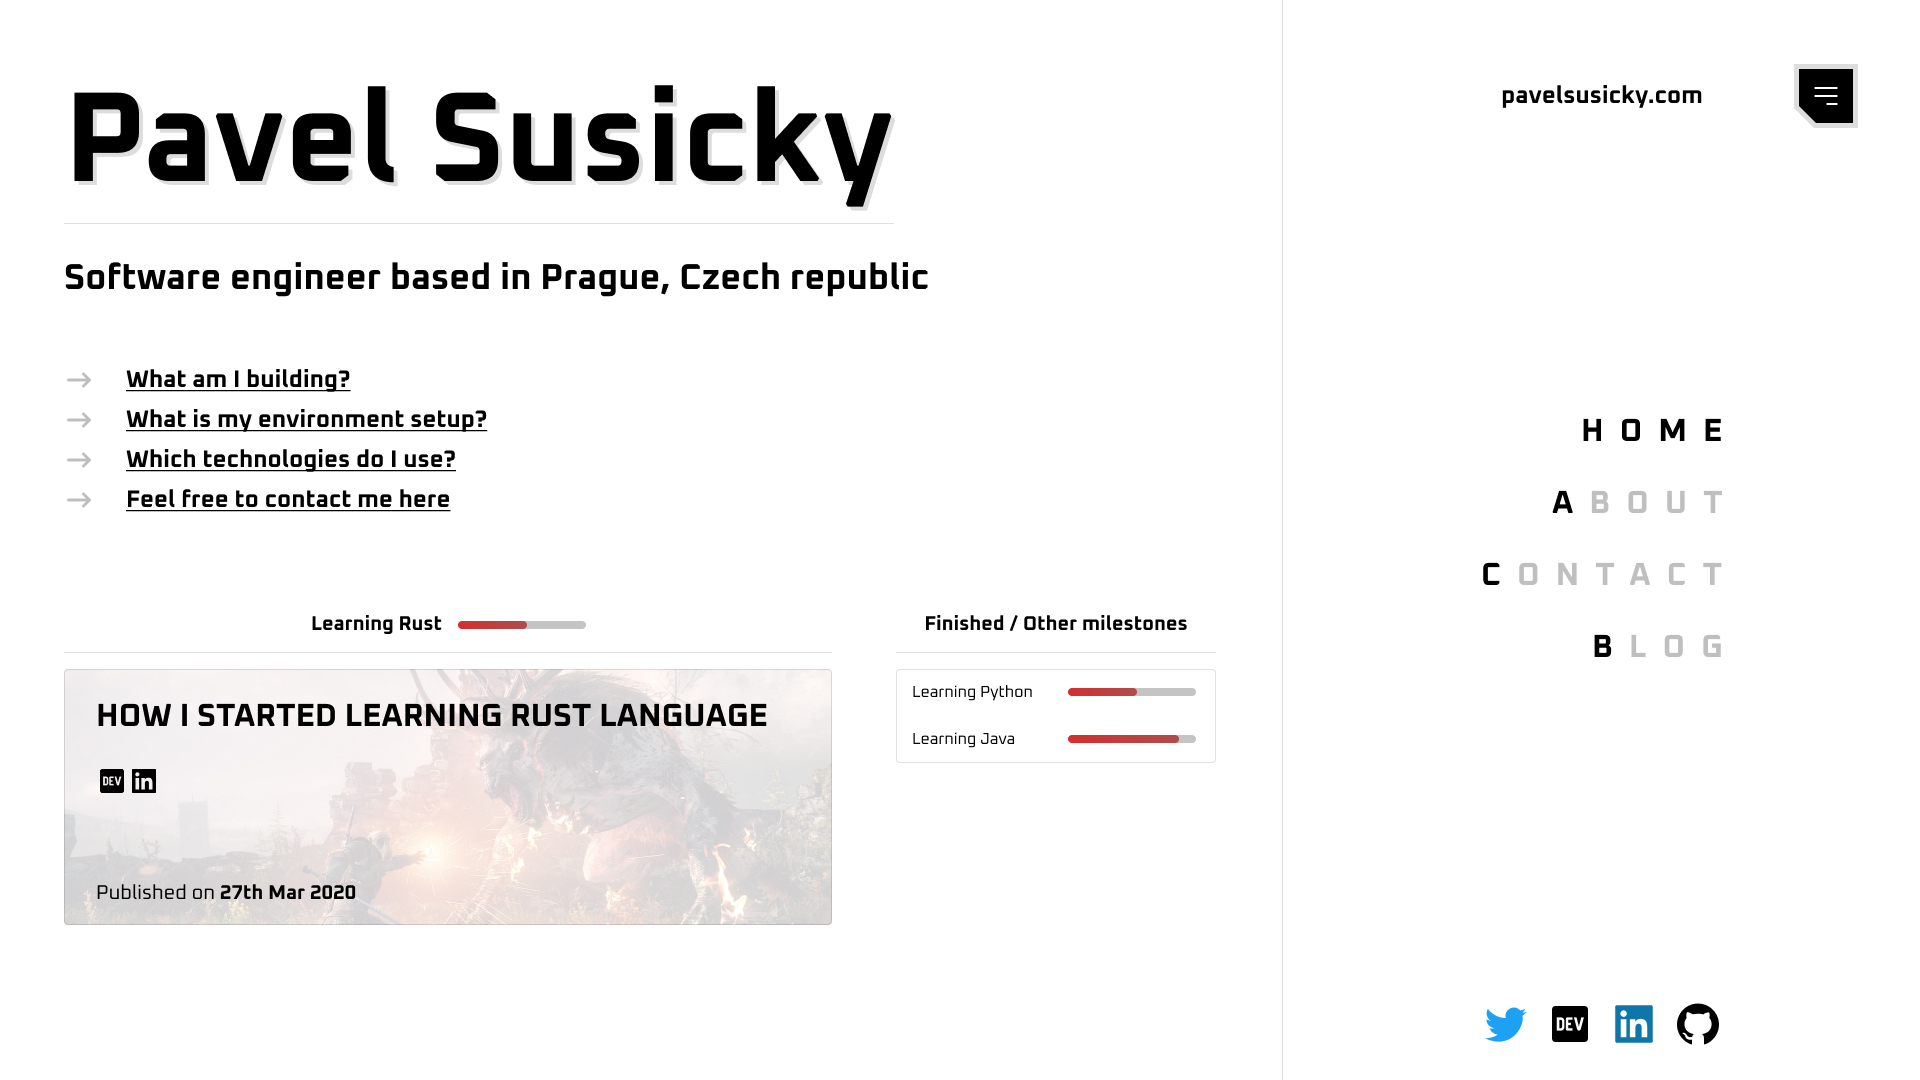 Pavel Susicky
Software engineer based in Prague, Czech republic
What am I building?
What is my environment setup?
Which technologies do I use?
Feel free to contact me here
Learning Rust
HOW I STARTED LEARNING RUST LANGUAGE
DEV in
Published on 27th Mar 2020
Finished / Other milestones
Learning Python
Learning Java
pavelsusicky.com
HOME
ABOUT
CONTACT
BLOG
DEV in